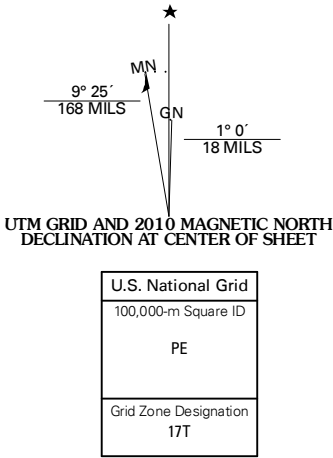 ★
MN
9° 25´
168 MILS
GN
1° 0´
18 MILS
UTM GRID AND 2010 MAGNETIC NORTH
DECLINATION AT CENTER OF SHEET
U.S. National Grid
100,000-m Square ID
PE
Grid Zone Designation
17T